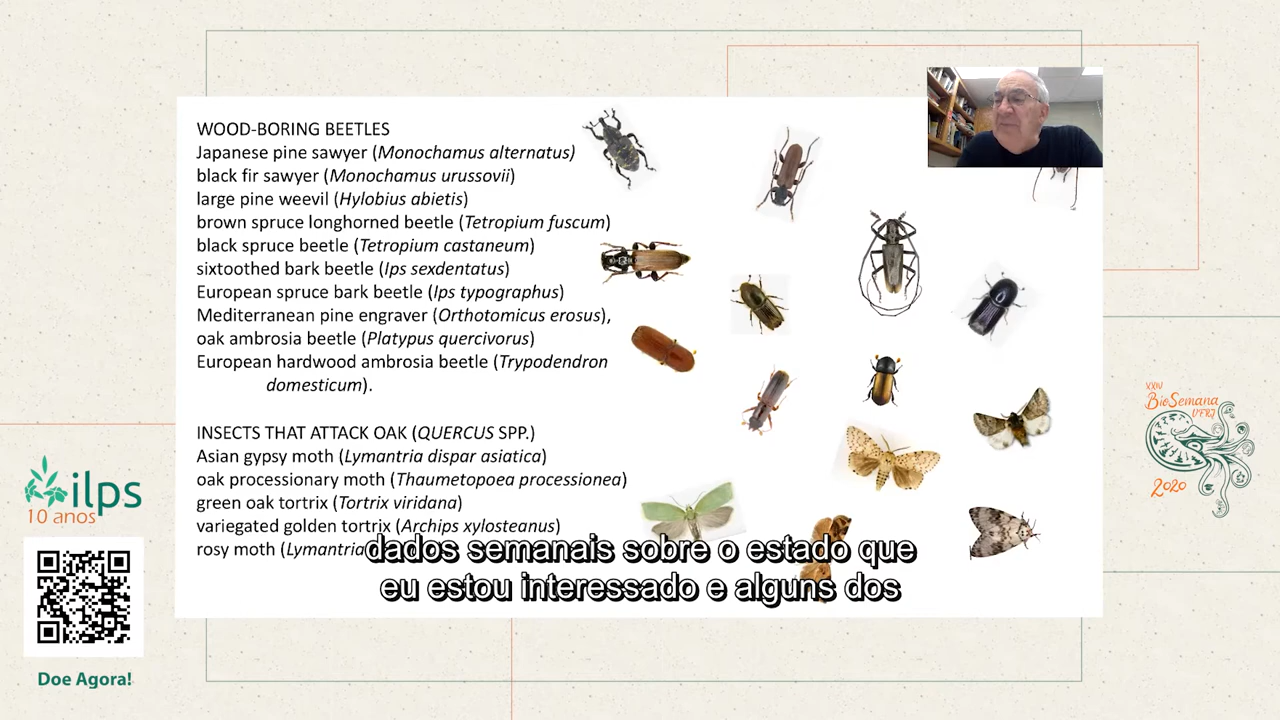 WOOD-BORING BEETLES
Japanese pine sawyer (Monochamus alternatus)
black fir sawyer (Monochamus urussovii)
large pine weevil (Hylobius abietis)
brown spruce longhorned beetle (Tetropium fuscum)
black spruce beetle (Tetropium castaneum)
sixtoothed bark beetle (Ips sexdentatus)
European spruce bark beetle (Ips typographus)
Mediterranean pine engraver (Orthotomicus erosus),
oak ambrosia beetle (Platypus quercivorus)
European hardwood ambrosia beetle (Trypodendron
domesticum).
INSECTS THAT ATTACK OAK (QUERCUS SPP.)
Asian gypsy moth (Lymantria dispar asiatica)
oak processionary moth (Thaumetopoea processionea)
green oak tortrix (Tortrix viridana)
variegated golden tortrix (Archips xylosteanus)
rosy moth (Lymantria
dados semanais sobre o estado que
eu estou interessado e alguns dos
ilps
10 anos
Doe Agora!
XXIV
BioSemana
UFRJ
2020